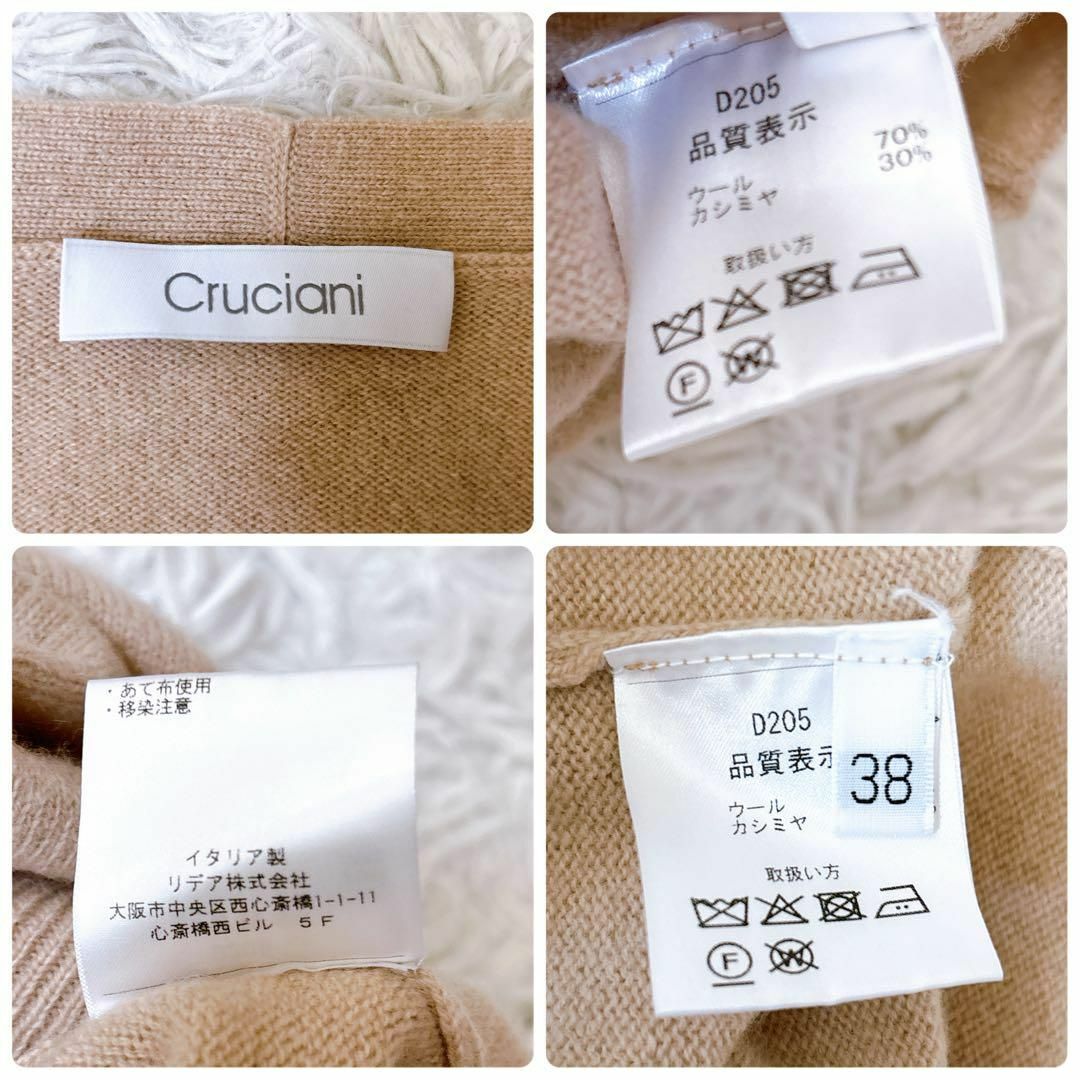 Cruciani
D205
品質表示
ウール 70%
カシミヤ 30%
取扱い方
F W
・あて布使用
・移染注意
イタリア製
リデア株式会社
大阪市中央区西心斎橋1-1-11
心斎橋西ビル 5F
D205
品質表示
38
ウール
カシミヤ
取扱い方
F W